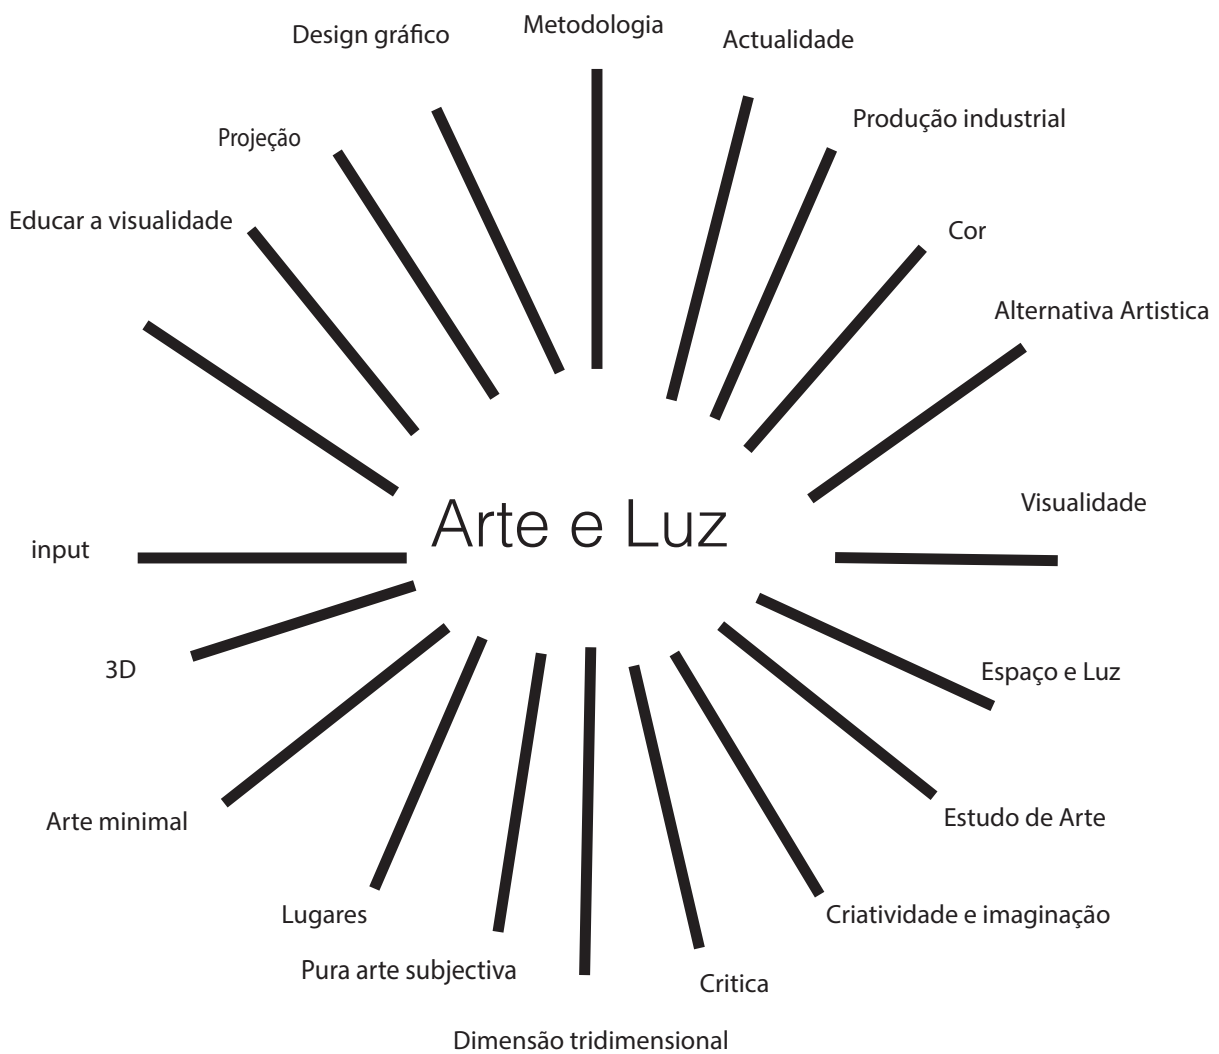 Metodologia
Design gráfico
Actualidade
Produção industrial
Projeção
Educar a visualidade
Cor
Alternativa Artistica
Visualidade
Arte e Luz
input
3D
Espaço e Luz
Arte minimal
Estudo de Arte
Lugares
Criatividade e imaginação
Pura arte subjectiva
Critica
Dimensão tridimensional